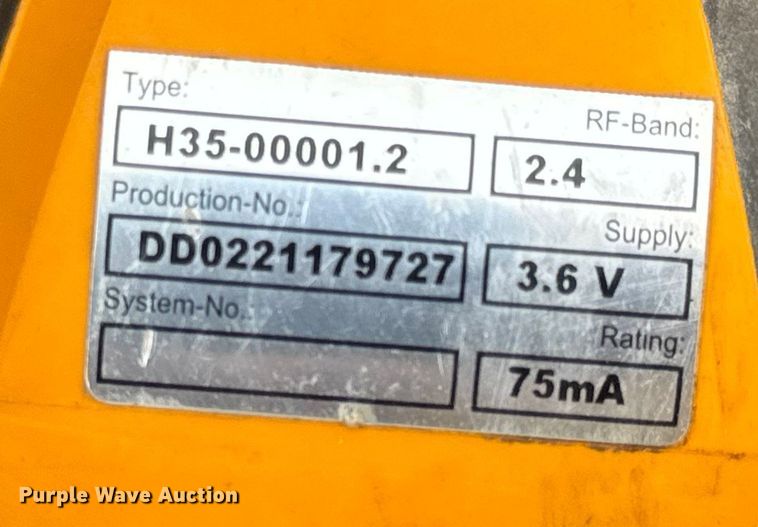 Type:
RF-Band:
H35-00001.2
2.4
Production-No.:
Supply:
DD0221179727
3.6 V
System-No.:
Rating:
75mA
Purple Wave Auction